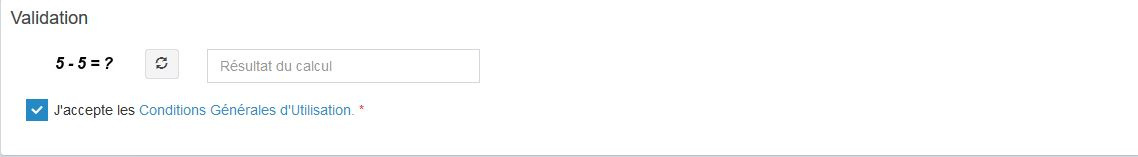 Validation
5 - 5 = ? Résultat du calcul
J'accepte les Conditions Générales d'Utilisation. *